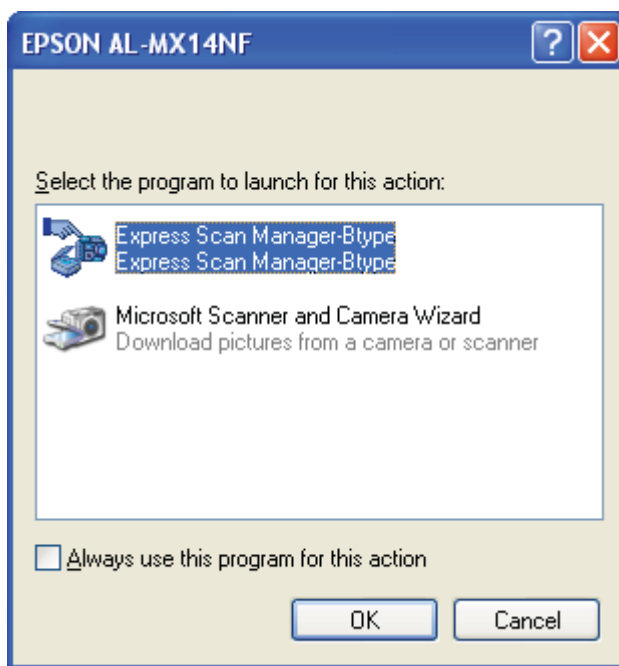 EPSON AL-MX14NF
Select the program to launch for this action:
Express Scan Manager-Btype
Express Scan Manager-Btype
Microsoft Scanner and Camera Wizard
Download pictures from a camera or scanner
Always use this program for this action
OK
Cancel